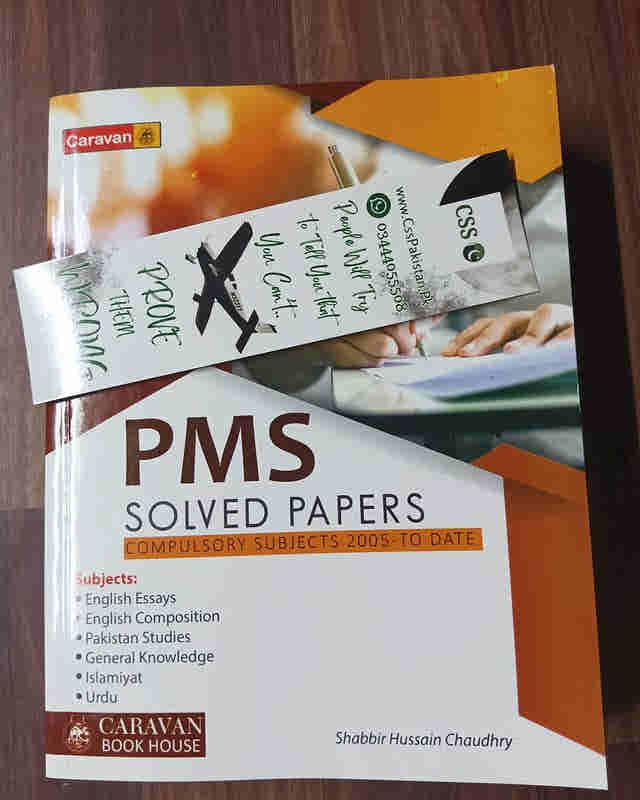 Caravan
CSS
www.CssPakistan.pk
03444055508
People Will Try
To Tell You That
You Can't..
PROVE
THEM
WRONG
PMS
SOLVED PAPERS
COMPULSORY SUBJECTS 2005-TO DATE
Subjects:
• English Essays
• English Composition
• Pakistan Studies
• General Knowledge
• Islamiyat
• Urdu
CARAVAN
BOOK HOUSE
Shabbir Hussain Chaudhry